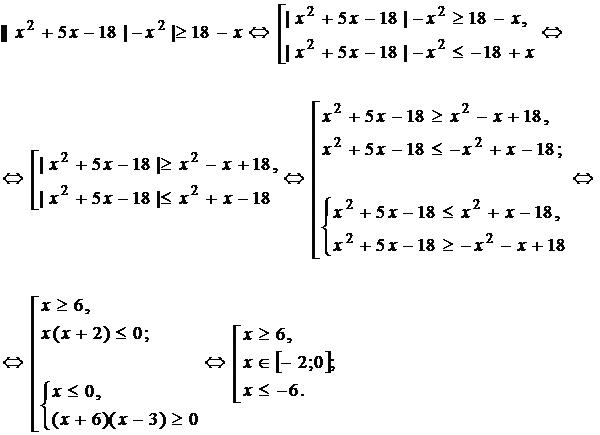 || x² + 5x − 18 | − x² |≥ 18 − x ⇔ [ | x² + 5x − 18 | − x² ≥ 18 − x, ⇔
| x² + 5x − 18 | − x² ≤ −18 + x
⇔ [ | x² + 5x − 18 |≥ x² − x + 18, ⇔
| x² + 5x − 18 |≤ x² + x − 18
[ x² + 5x − 18 ≥ x² − x + 18,
x² + 5x − 18 ≤ −x² + x − 18; ⇔
{ x² + 5x − 18 ≤ x² + x − 18,
x² + 5x − 18 ≥ −x² − x + 18
⇔ [ x ≥ 6,
x(x + 2) ≤ 0;
{ x ≤ 0,
(x + 6)(x − 3) ≥ 0
⇔ [ x ≥ 6,
x ∈ [− 2;0];
x ≤ −6.